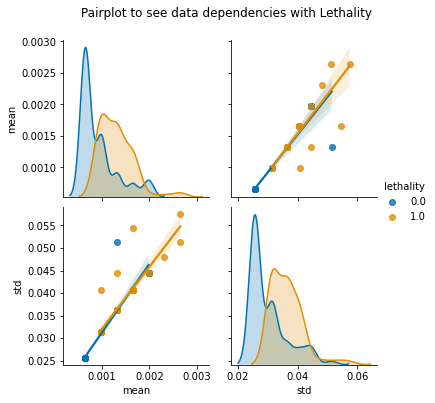 Pairplot to see data dependencies with Lethality
0.0030
0.0025
0.0020
0.0015
0.0010
mean
lethality
0.0
1.0
0.055
0.050
0.045
0.040
0.035
0.030
0.025
std
0.001 0.002 0.003
0.02 0.04 0.06
mean
std